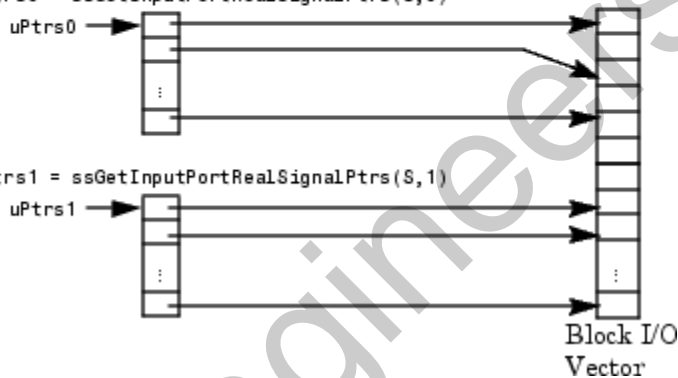 uPtrs0
⋮
trs1 = ssGetInputPortRealSignalPtrs(S,1)
uPtrs1
⋮
⋮
Block I/O
Vector